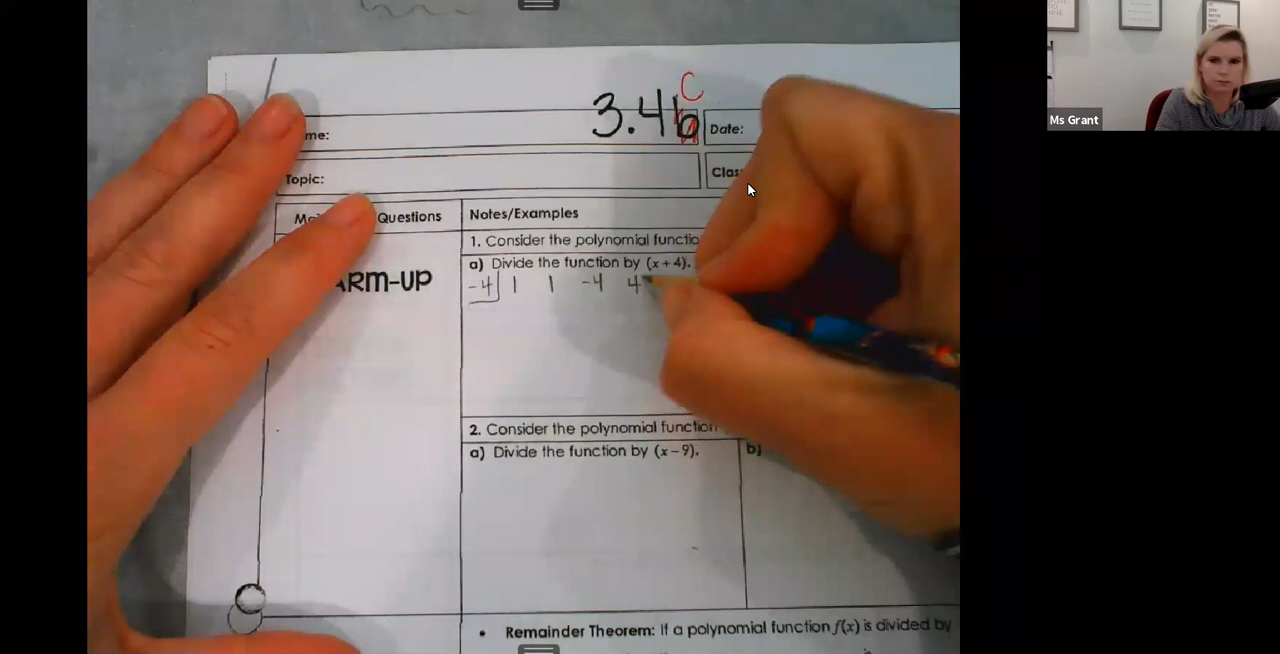 3.4b
C
me:
Date:
Topic:
Clas
Questions
Notes/Examples
1. Consider the polynomial functio
a) Divide the function by (x + 4).
ARM-UP
-4 1 1 -4 4
2. Consider the polynomial function
a) Divide the function by (x – 9).
b)
• Remainder Theorem: If a polynomial function f(x) is divided by
Ms Grant